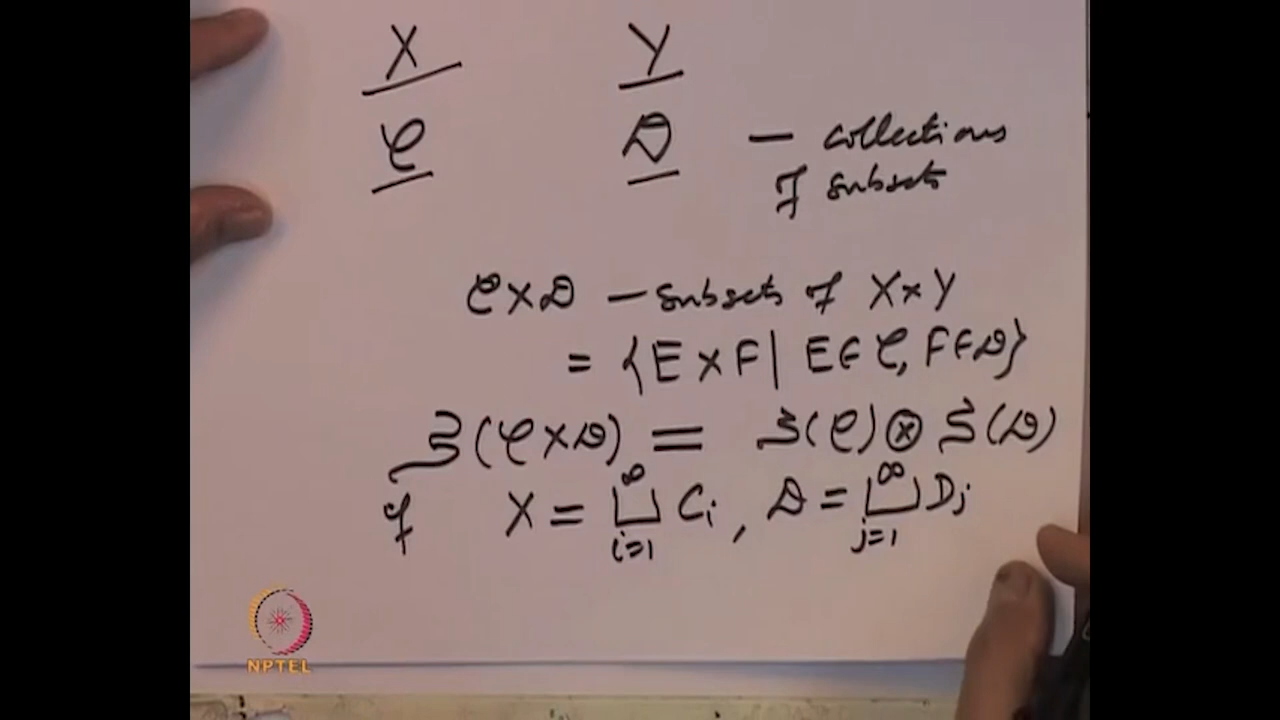 X Y
𝒞 𝒟 — collections
of subsets
𝒞 × 𝒟 — subsets of X × Y
= {E × F | E ∈ 𝒞, F ∈ 𝒟}
𝒮(𝒞 × 𝒟) = 𝒮(𝒞) ⊗ 𝒮(𝒟)
if X = ⨆_{i=1}^{∞} C_i, 𝒟 = ⨆_{j=1}^{∞} D_j
NPTEL